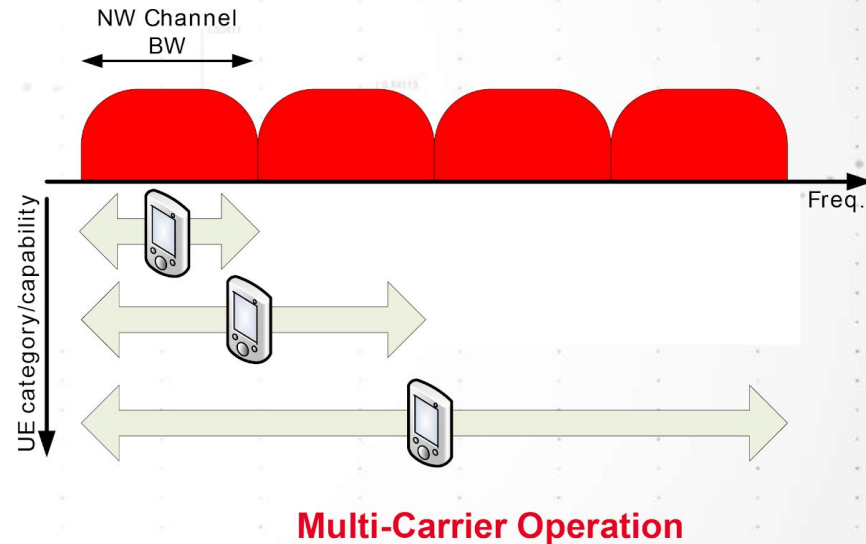 NW Channel
BW
Freq.
UE category/capability
Multi-Carrier Operation